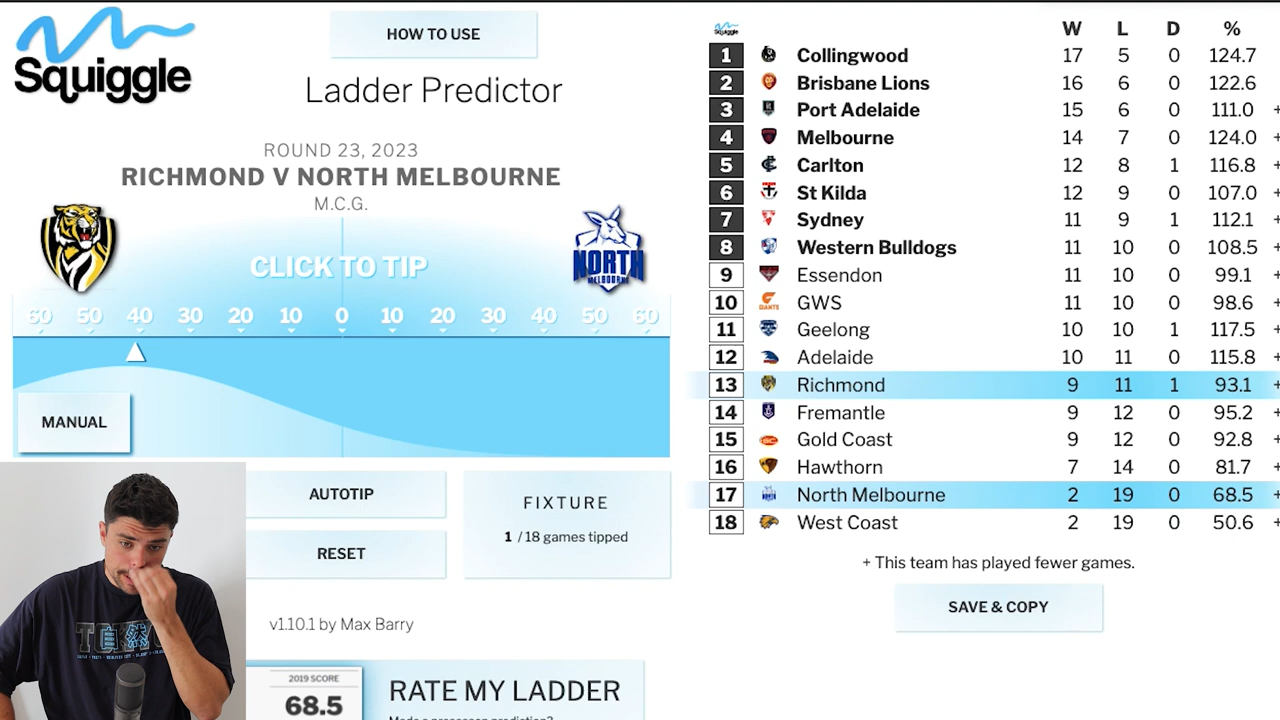 Squiggle
HOW TO USE
Ladder Predictor
ROUND 23, 2023
RICHMOND V NORTH MELBOURNE
M.C.G.
NORTH
MELBOURNE
CLICK TO TIP
60 50 40 30 20 10 0 10 20 30 40 50 60
MANUAL
AUTOTIP
RESET
FIXTURE
1 / 18 games tipped
v1.10.1 by Max Barry
2019 SCORE
68.5
RATE MY LADDER
Squiggle W L D %
1 Collingwood 17 5 0 124.7
2 Brisbane Lions 16 6 0 122.6
3 Port Adelaide 15 6 0 111.0 +
4 Melbourne 14 7 0 124.0 +
5 Carlton 12 8 1 116.8 +
6 St Kilda 12 9 0 107.0 +
7 Sydney 11 9 1 112.1 +
8 Western Bulldogs 11 10 0 108.5 +
9 Essendon 11 10 0 99.1 +
10 GWS 11 10 0 98.6 +
11 Geelong 10 10 1 117.5 +
12 Adelaide 10 11 0 115.8 +
13 Richmond 9 11 1 93.1 +
14 Fremantle 9 12 0 95.2 +
15 Gold Coast 9 12 0 92.8 +
16 Hawthorn 7 14 0 81.7 +
17 North Melbourne 2 19 0 68.5 +
18 West Coast 2 19 0 50.6 +
+ This team has played fewer games.
SAVE & COPY